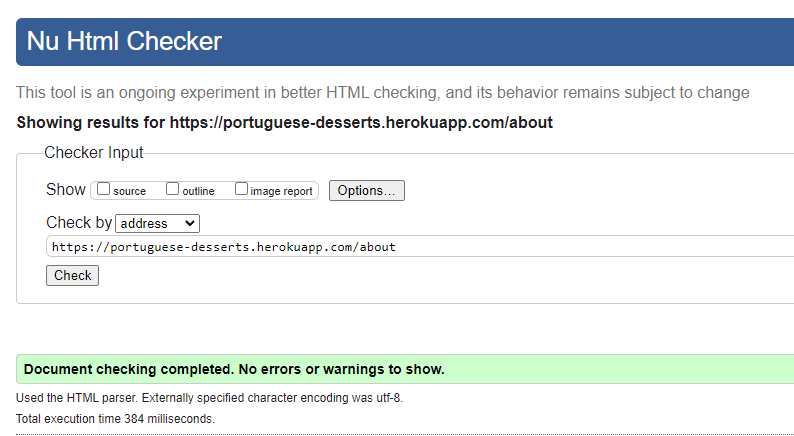 Nu Html Checker
This tool is an ongoing experiment in better HTML checking, and its behavior remains subject to change
Showing results for https://portuguese-desserts.herokuapp.com/about
Checker Input
Show source outline image report Options...
Check by address
https://portuguese-desserts.herokuapp.com/about
Check
Document checking completed. No errors or warnings to show.
Used the HTML parser. Externally specified character encoding was utf-8.
Total execution time 384 milliseconds.